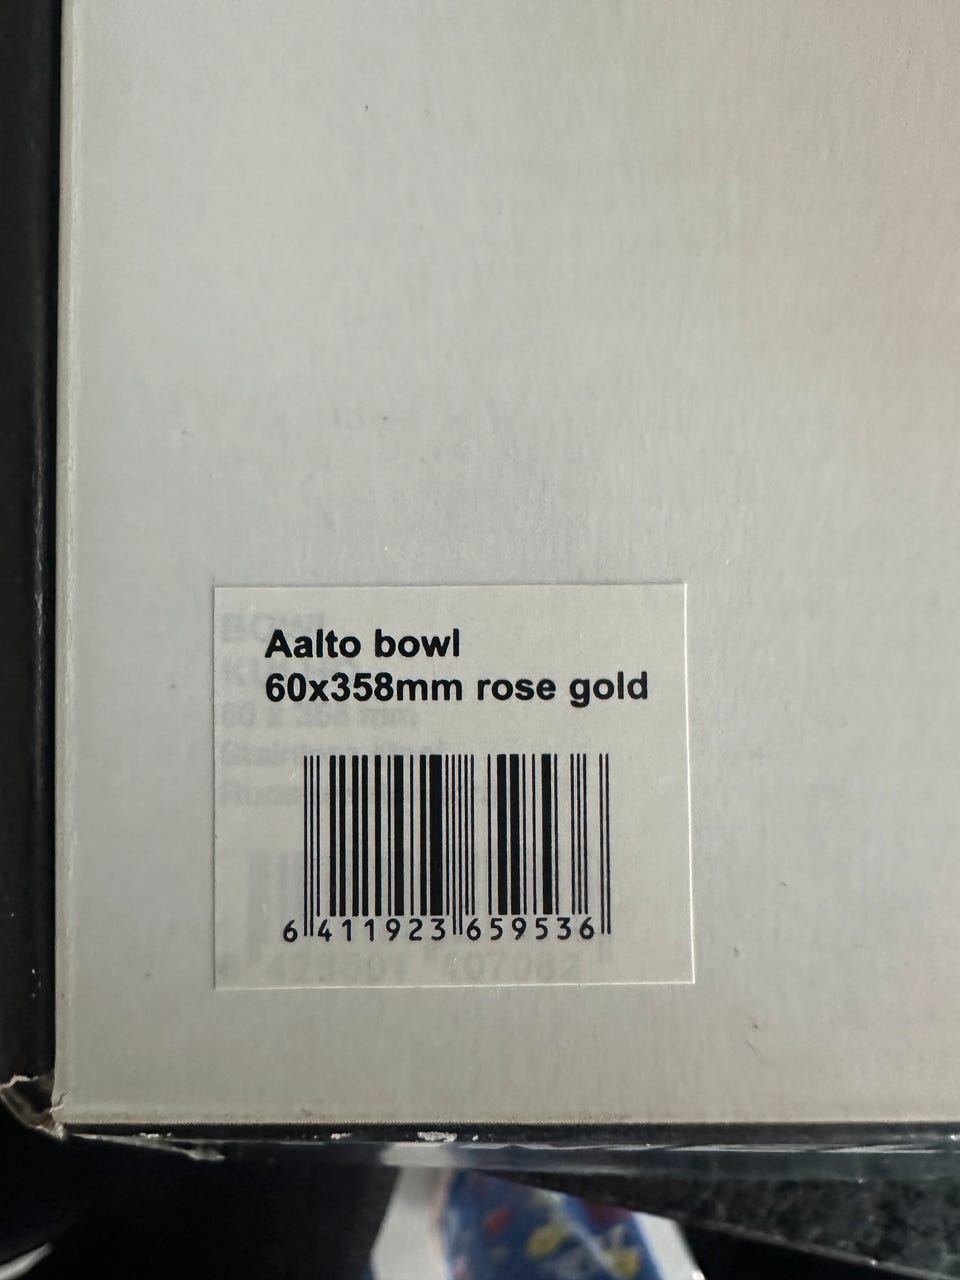 Aalto bowl
60x358mm rose gold
6 411923 659536